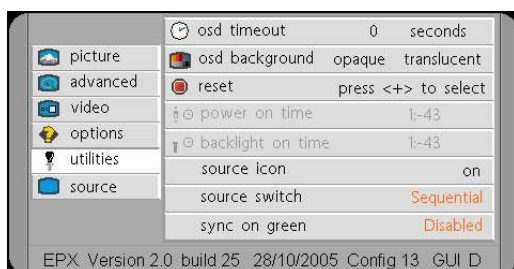 osd timeout 0 seconds
picture osd background opaque translucent
advanced reset press <+> to select
video power on time 1:-43
options backlight on time 1:-43
utilities source icon on
source source switch Sequential
sync on green Disabled
EPX Version 2.0 build 25 28/10/2005 Config 13 GUI D